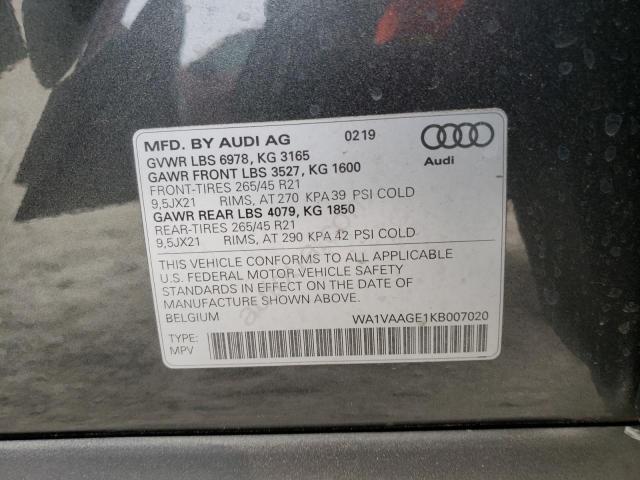 MFD. BY AUDI AG 0219
GVWR LBS 6978, KG 3165
GAWR FRONT LBS 3527, KG 1600
FRONT-TIRES 265/45 R21
9,5JX21 RIMS, AT 270 KPA 39 PSI COLD
GAWR REAR LBS 4079, KG 1850
REAR-TIRES 265/45 R21
9,5JX21 RIMS, AT 290 KPA 42 PSI COLD
Audi
THIS VEHICLE CONFORMS TO ALL APPLICABLE
U.S. FEDERAL MOTOR VEHICLE SAFETY
STANDARDS IN EFFECT ON THE DATE OF
MANUFACTURE SHOWN ABOVE.
BELGIUM WA1VAAGE1KB007020
TYPE:
MPV